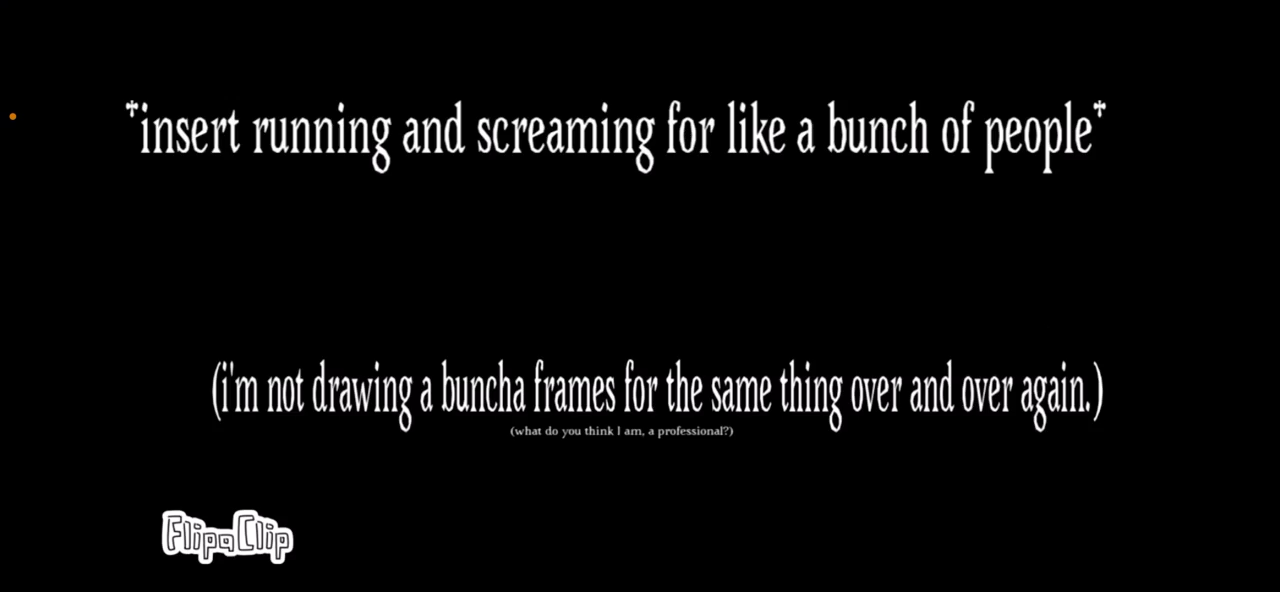 *insert running and screaming for like a bunch of people*
(i'm not drawing a buncha frames for the same thing over and over again.)
(what do you think I am, a professional?)
FlipaClip